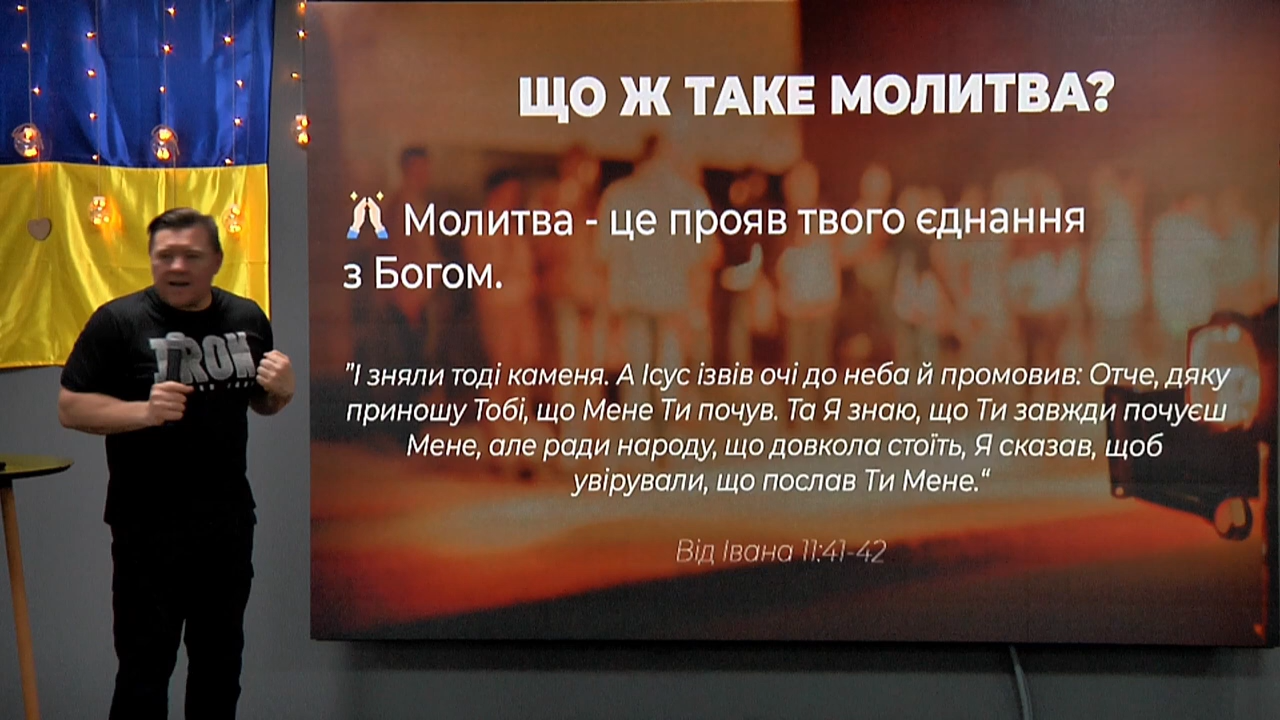 ЩО Ж ТАКЕ МОЛИТВА?
Молитва - це прояв твого єднання
з Богом.
"І зняли тоді каменя. А Ісус ізвів очі до неба й промовив: Отче, дяку
приношу Тобі, що Мене Ти почув. Та Я знаю, що Ти завжди почуєш
Мене, але ради народу, що довкола стоїть, Я сказав, щоб
увірували, що послав Ти Мене.“
Від Івана 11:41-42